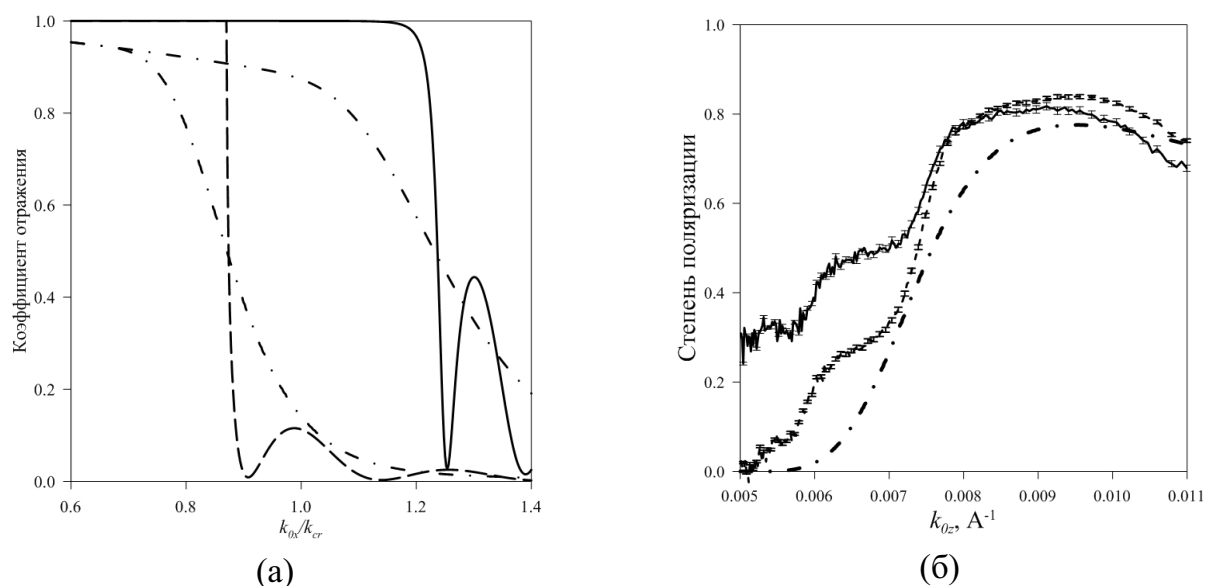 1.0
0.8
0.6
0.4
0.2
0.0
Коэффициент отражения
0.6 0.8 1.0 1.2 1.4
k0x/kcr
(а)
1.0
0.8
0.6
0.4
0.2
0.0
Степень поляризации
0.005 0.006 0.007 0.008 0.009 0.010 0.011
k0z, A-1
(б)